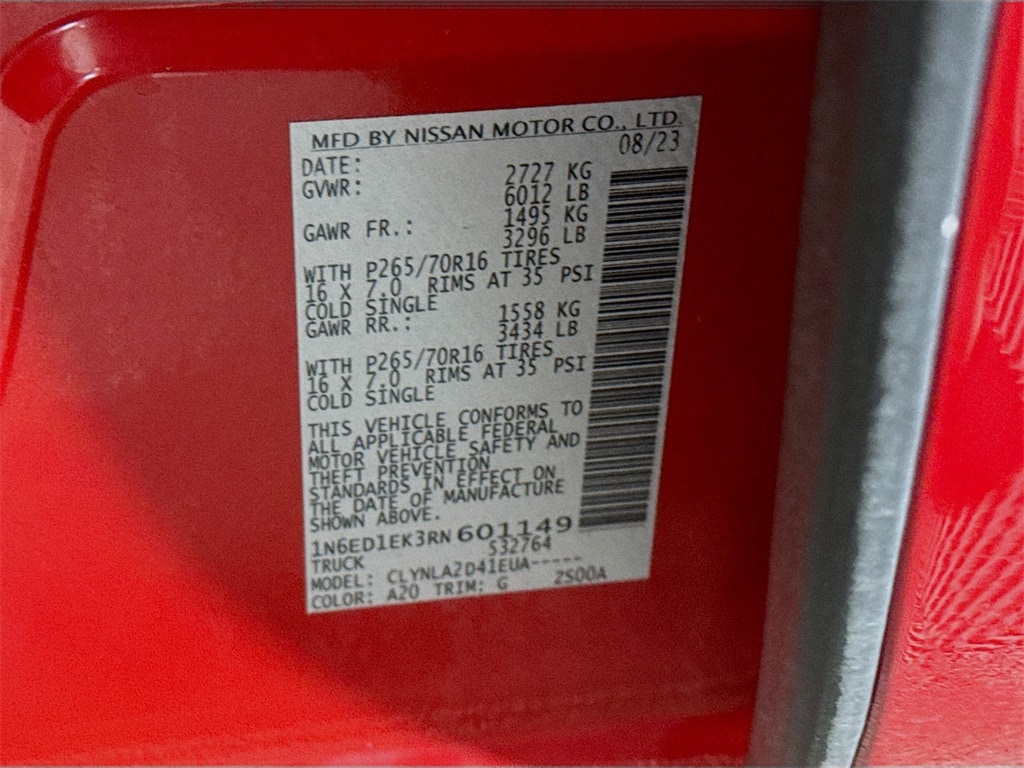 MFD BY NISSAN MOTOR CO., LTD.
DATE: 08/23
GVWR: 2727 KG
6012 LB
GAWR FR.: 1495 KG
3296 LB
WITH P265/70R16 TIRES
16 X 7.0 RIMS AT 35 PSI
COLD SINGLE
GAWR RR.: 1558 KG
3434 LB
WITH P265/70R16 TIRES
16 X 7.0 RIMS AT 35 PSI
COLD SINGLE
THIS VEHICLE CONFORMS TO
ALL APPLICABLE FEDERAL
MOTOR VEHICLE SAFETY AND
THEFT PREVENTION
STANDARDS IN EFFECT ON
THE DATE OF MANUFACTURE
SHOWN ABOVE.
1N6ED1EK3RN601149
TRUCK 532764
MODEL: CLYNLA2D41EUA-----
COLOR: A20 TRIM: G 2S00A